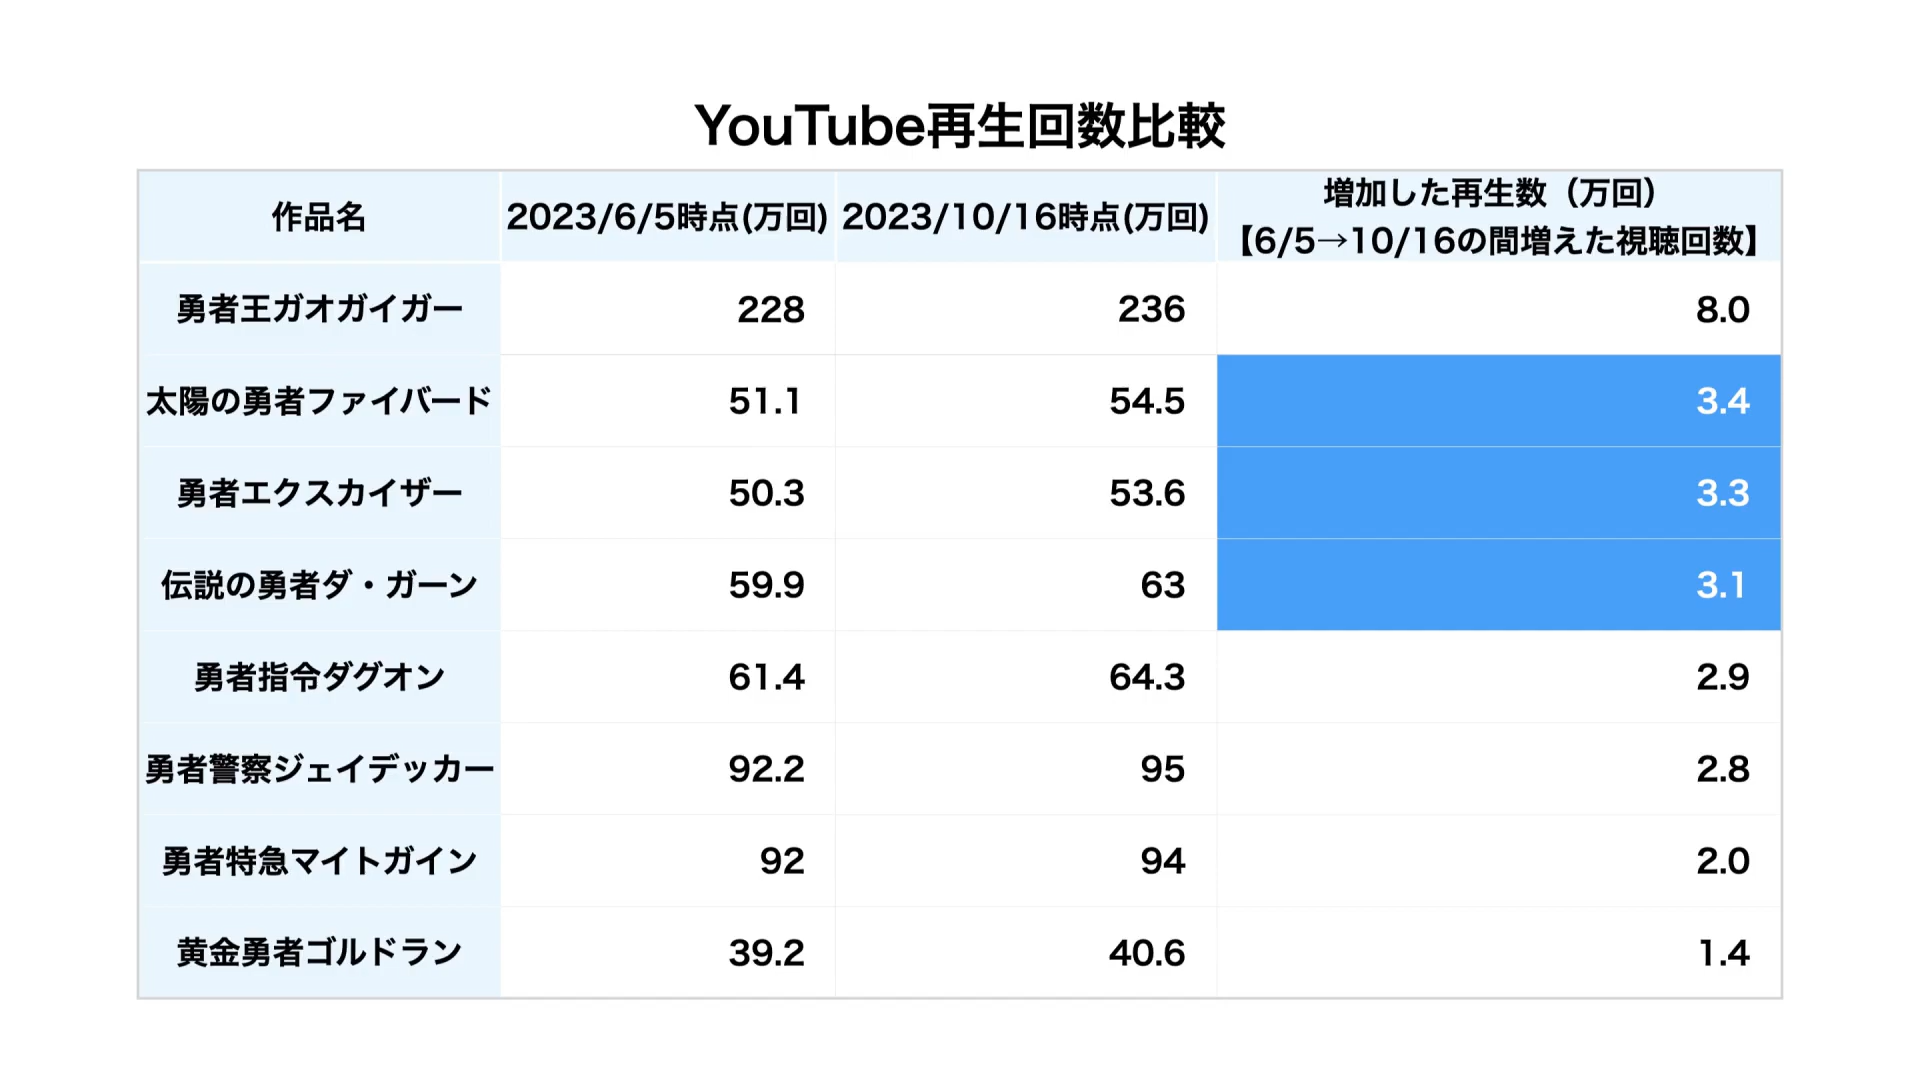 YouTube再生回数比較
作品名 2023/6/5時点(万回) 2023/10/16時点(万回) 増加した再生数（万回）
【6/5→10/16の間増えた視聴回数】
勇者王ガオガイガー 228 236 8.0
太陽の勇者ファイバード 51.1 54.5 3.4
勇者エクスカイザー 50.3 53.6 3.3
伝説の勇者ダ・ガーン 59.9 63 3.1
勇者指令ダグオン 61.4 64.3 2.9
勇者警察ジェイデッカー 92.2 95 2.8
勇者特急マイトガイン 92 94 2.0
黄金勇者ゴルドラン 39.2 40.6 1.4